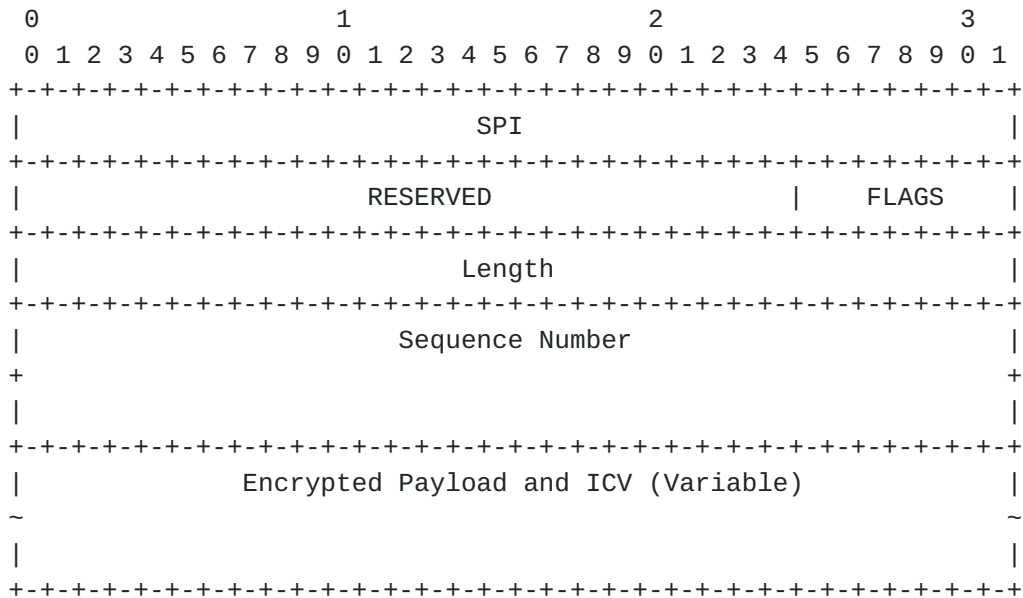 0                   1                   2                   3
 0 1 2 3 4 5 6 7 8 9 0 1 2 3 4 5 6 7 8 9 0 1 2 3 4 5 6 7 8 9 0 1
+-+-+-+-+-+-+-+-+-+-+-+-+-+-+-+-+-+-+-+-+-+-+-+-+-+-+-+-+-+-+-+-+
|                             SPI                               |
+-+-+-+-+-+-+-+-+-+-+-+-+-+-+-+-+-+-+-+-+-+-+-+-+-+-+-+-+-+-+-+-+
|                      RESERVED                   |    FLAGS    |
+-+-+-+-+-+-+-+-+-+-+-+-+-+-+-+-+-+-+-+-+-+-+-+-+-+-+-+-+-+-+-+-+
|                            Length                             |
+-+-+-+-+-+-+-+-+-+-+-+-+-+-+-+-+-+-+-+-+-+-+-+-+-+-+-+-+-+-+-+-+
|                        Sequence Number                        |
+                                                               +
|                                                               |
+-+-+-+-+-+-+-+-+-+-+-+-+-+-+-+-+-+-+-+-+-+-+-+-+-+-+-+-+-+-+-+-+
|              Encrypted Payload and ICV (Variable)             |
~                                                               ~
|                                                               |
+-+-+-+-+-+-+-+-+-+-+-+-+-+-+-+-+-+-+-+-+-+-+-+-+-+-+-+-+-+-+-+-+